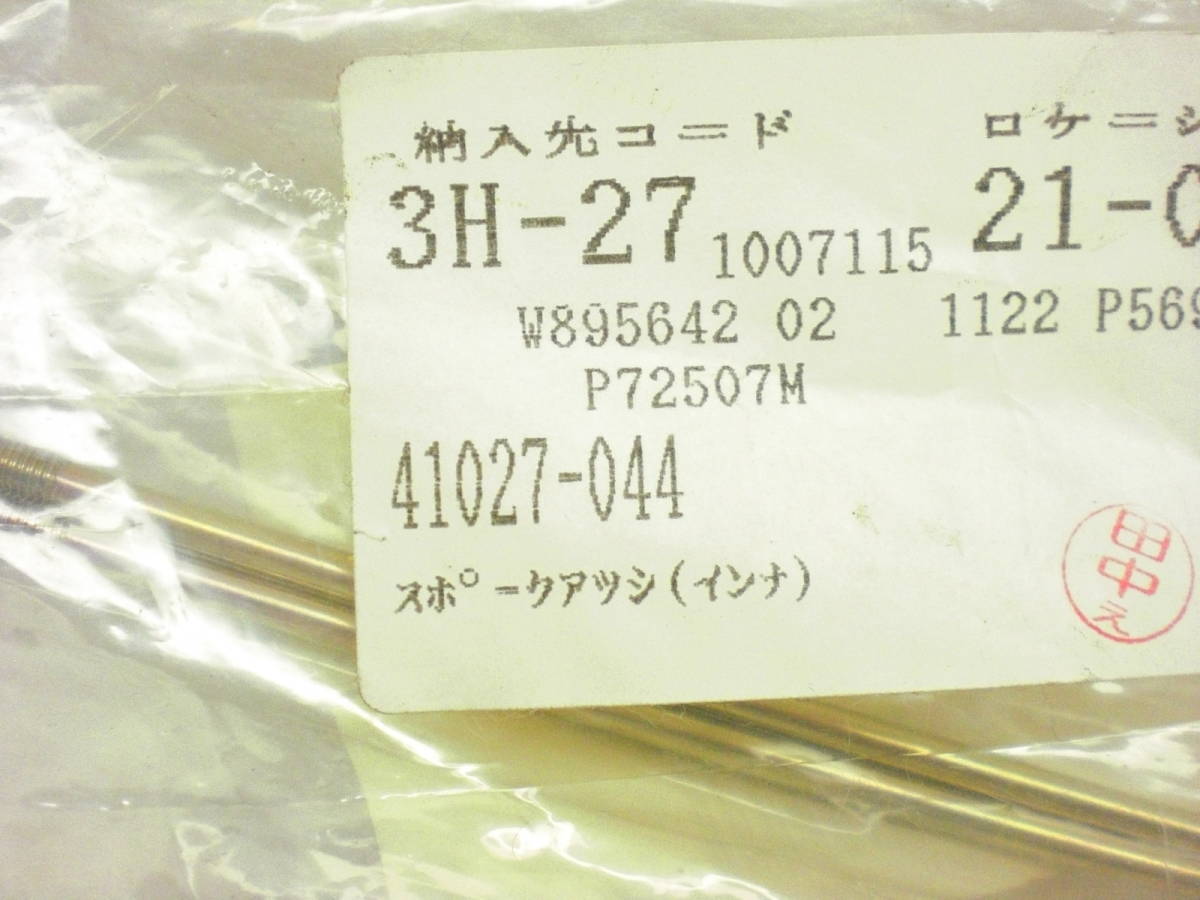 納入先コード ロケーシ
3H-27 1007115 21-0
W895642 02 1122 P569
P72507M
41027-044
スポークアツシ(インナ)
田中え